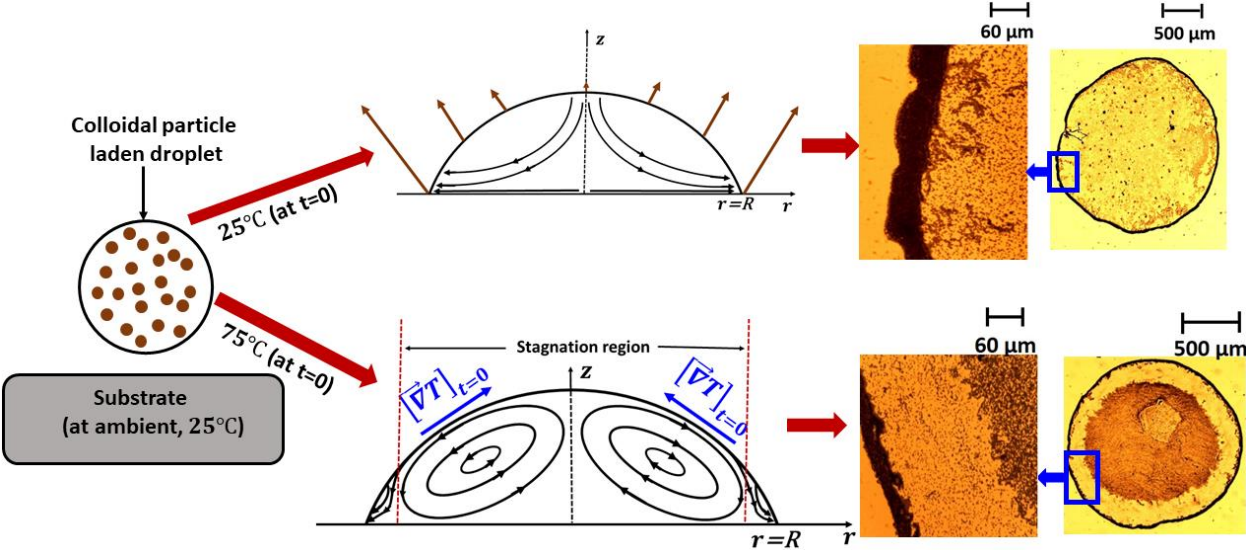 Colloidal particle
laden droplet
25℃ (at t=0)
75℃ (at t=0)
Substrate
(at ambient, 25℃)
z
r=R
r
60 μm
500 μm
Stagnation region
[∇⃗T]t=0
z
[∇⃗T]t=0
r=R
r
60 μm
500 μm